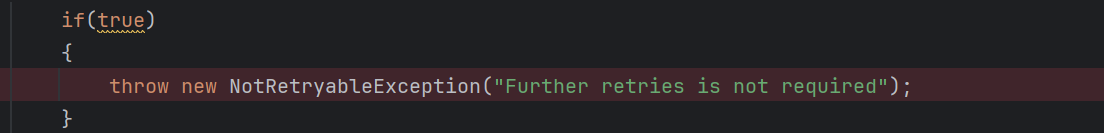 if(true)
{
throw new NotRetryableException("Further retries is not required");
}